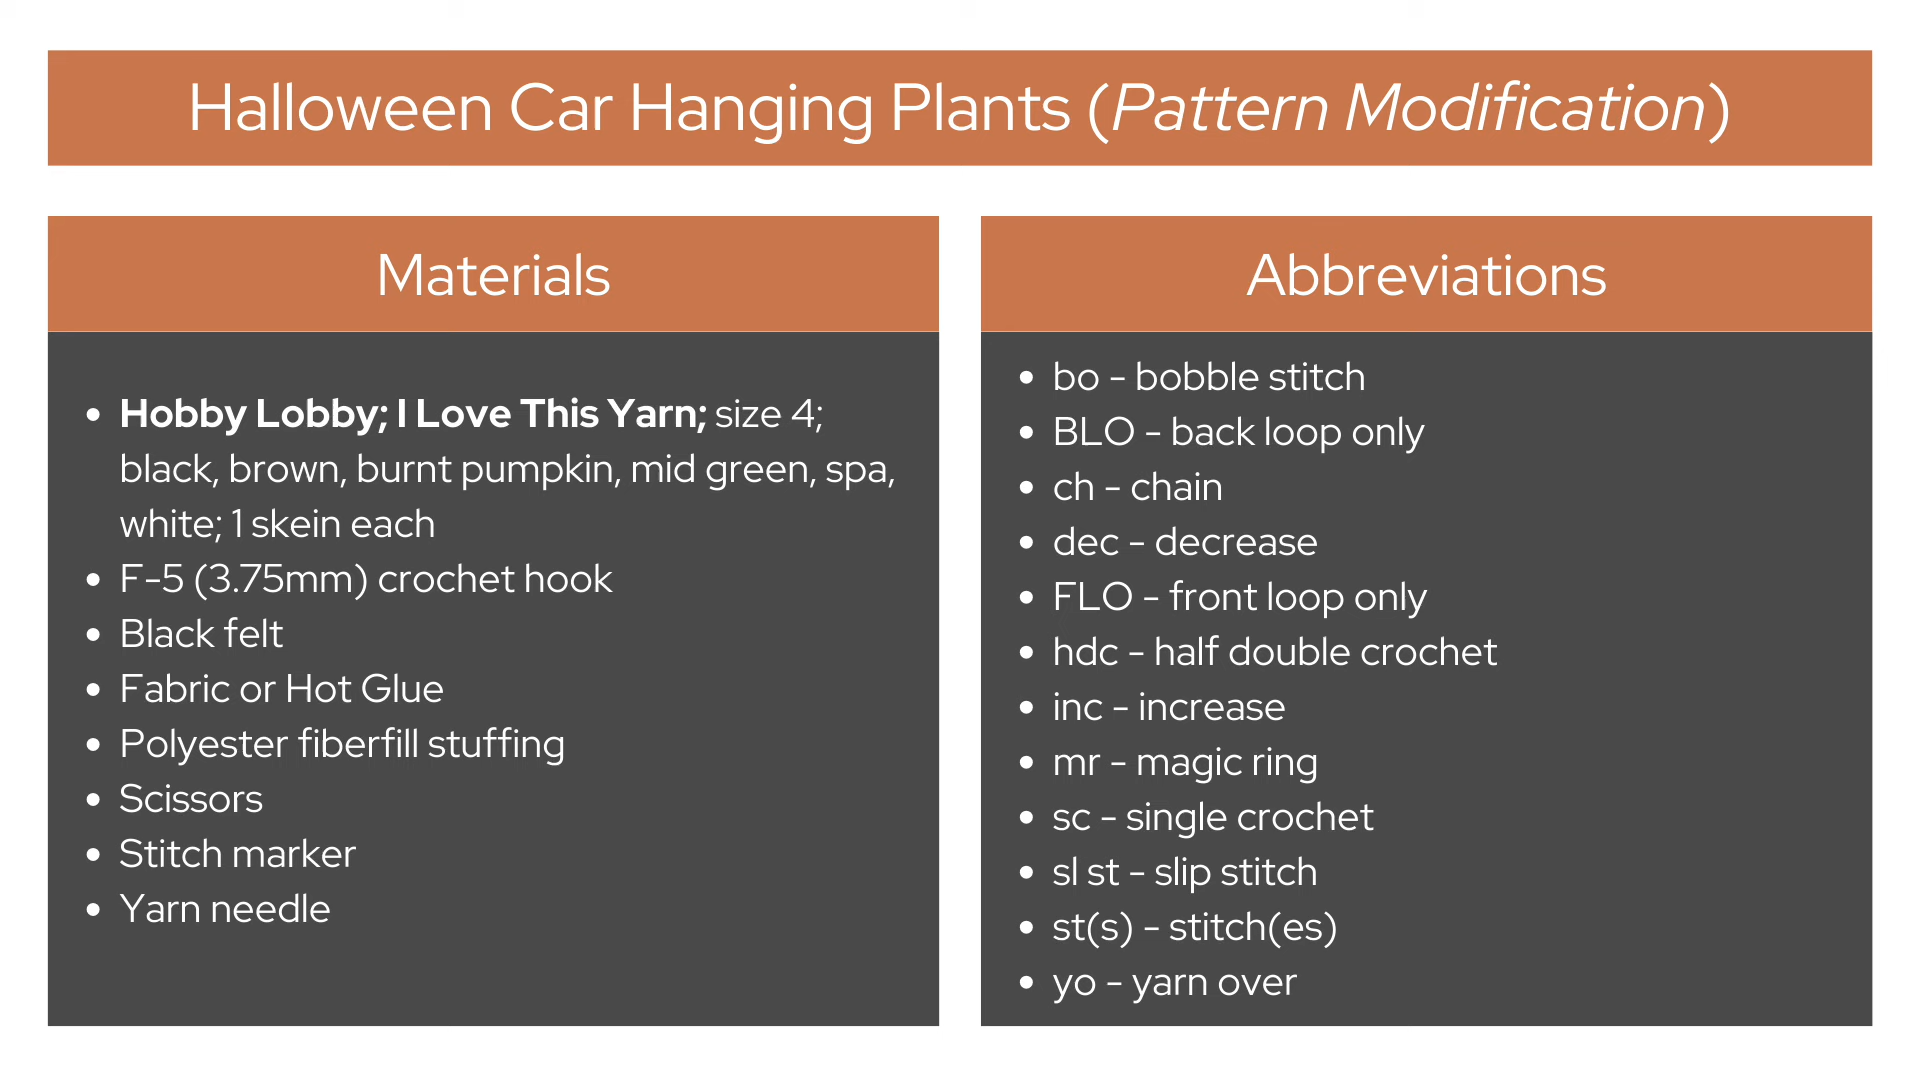 Halloween Car Hanging Plants (Pattern Modification)
Materials
• Hobby Lobby; I Love This Yarn; size 4;
black, brown, burnt pumpkin, mid green, spa,
white; 1 skein each
• F-5 (3.75mm) crochet hook
• Black felt
• Fabric or Hot Glue
• Polyester fiberfill stuffing
• Scissors
• Stitch marker
• Yarn needle
Abbreviations
• bo - bobble stitch
• BLO - back loop only
• ch - chain
• dec - decrease
• FLO - front loop only
• hdc - half double crochet
• inc - increase
• mr - magic ring
• sc - single crochet
• sl st - slip stitch
• st(s) - stitch(es)
• yo - yarn over